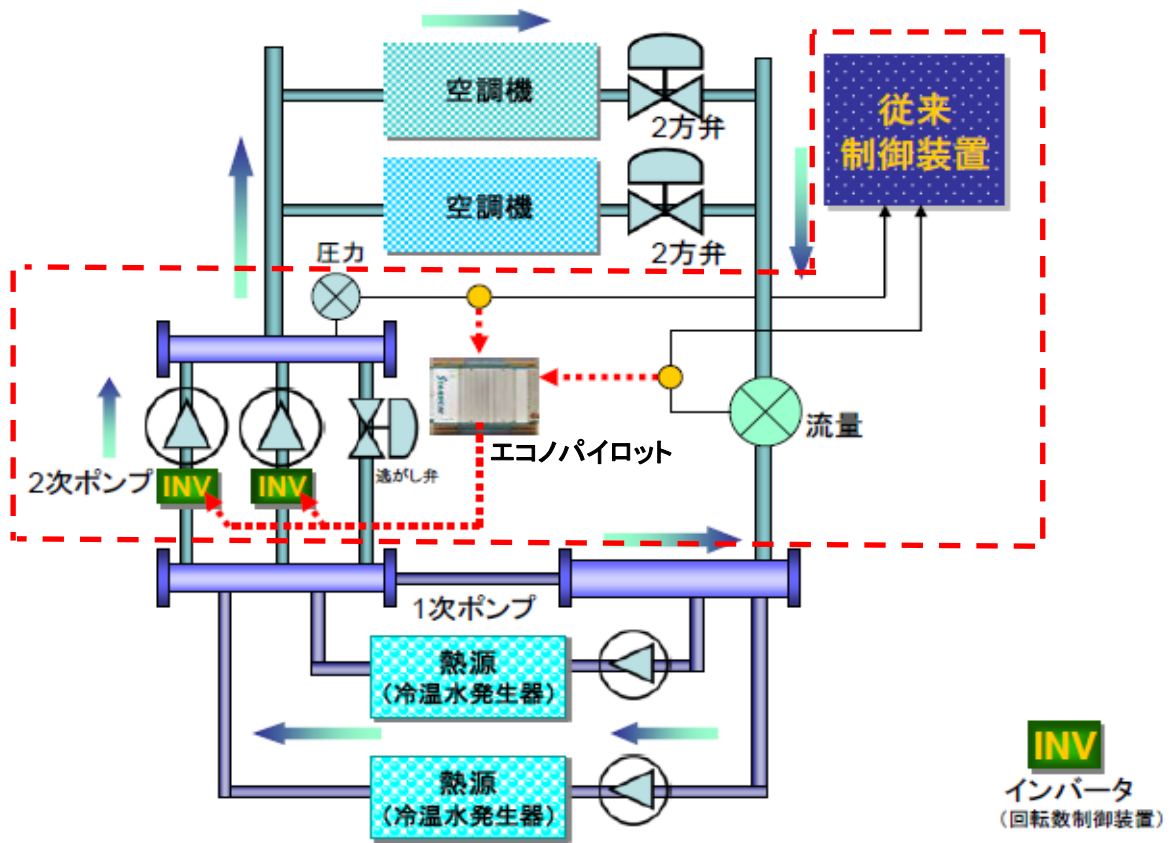 空調機
2方弁
従来
制御装置
空調機
2方弁
圧力
流量
エコノパイロット
2次ポンプ
INV
INV
逃がし弁
1次ポンプ
熱源
(冷温水発生器)
熱源
(冷温水発生器)
INV
インバータ
(回転数制御装置)